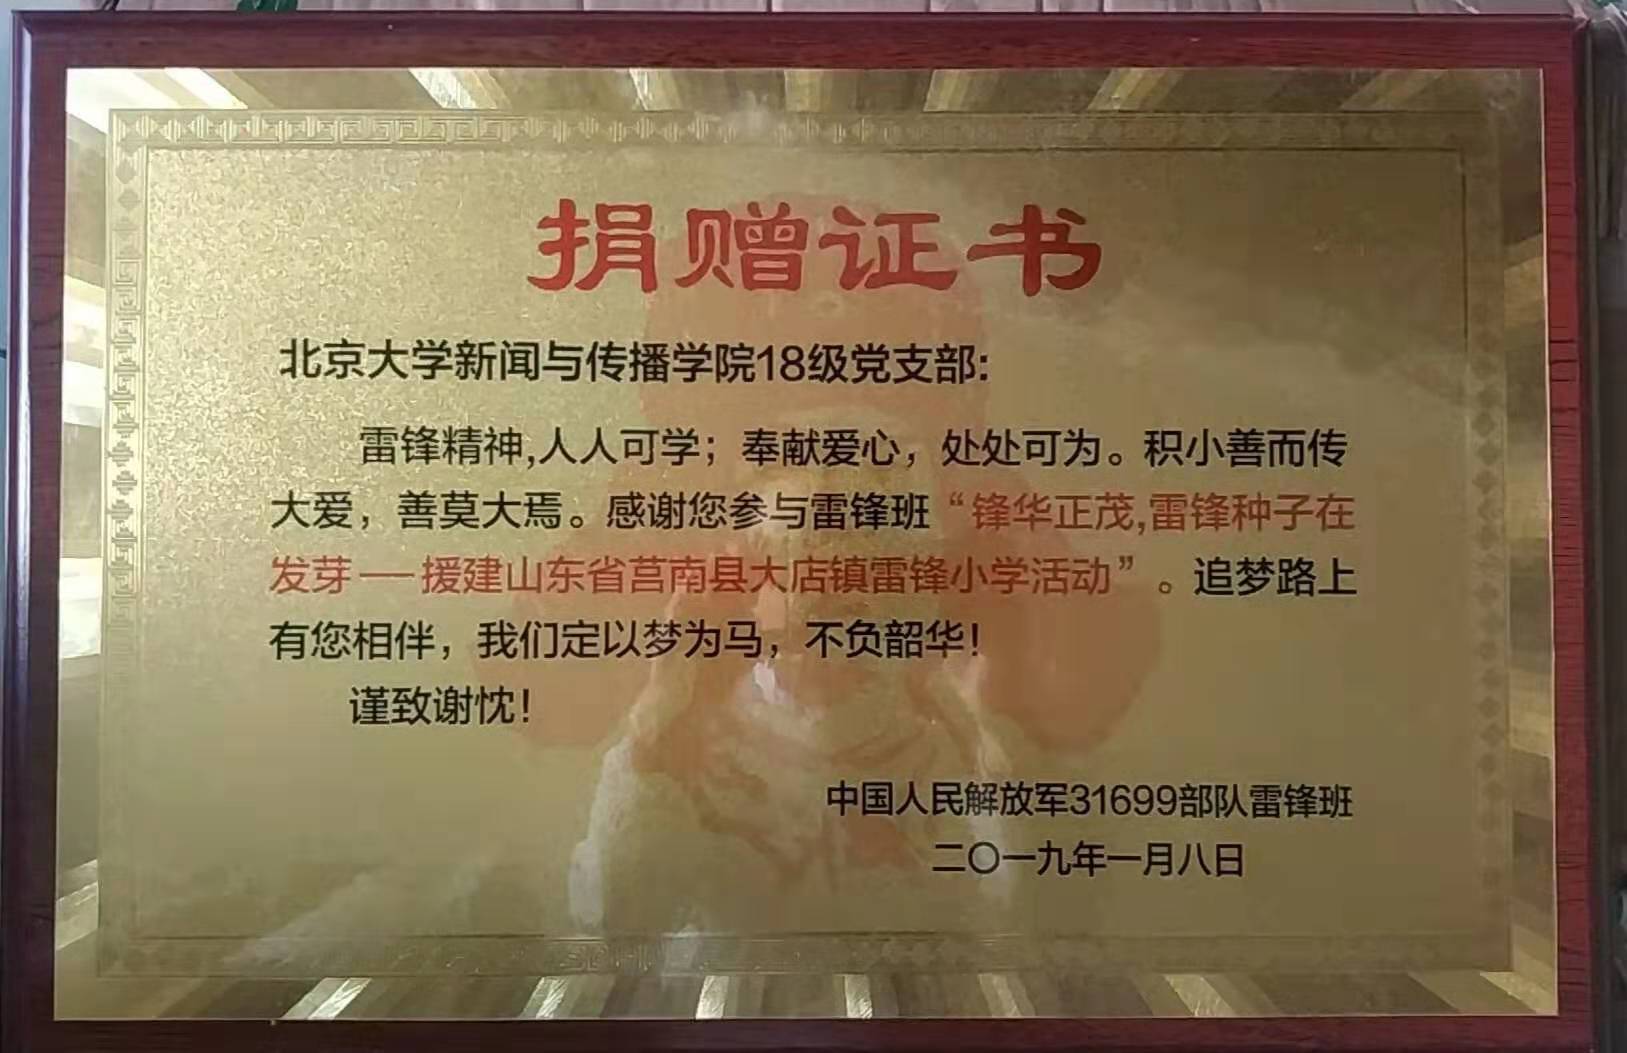 捐赠证书
北京大学新闻与传播学院18级党支部:
雷锋精神,人人可学；奉献爱心，处处可为。积小善而传
大爱，善莫大焉。感谢您参与雷锋班“锋华正茂,雷锋种子在
发芽——援建山东省莒南县大店镇雷锋小学活动”。追梦路上
有您相伴，我们定以梦为马，不负韶华！
谨致谢忱！
中国人民解放军31699部队雷锋班
二〇一九年一月八日